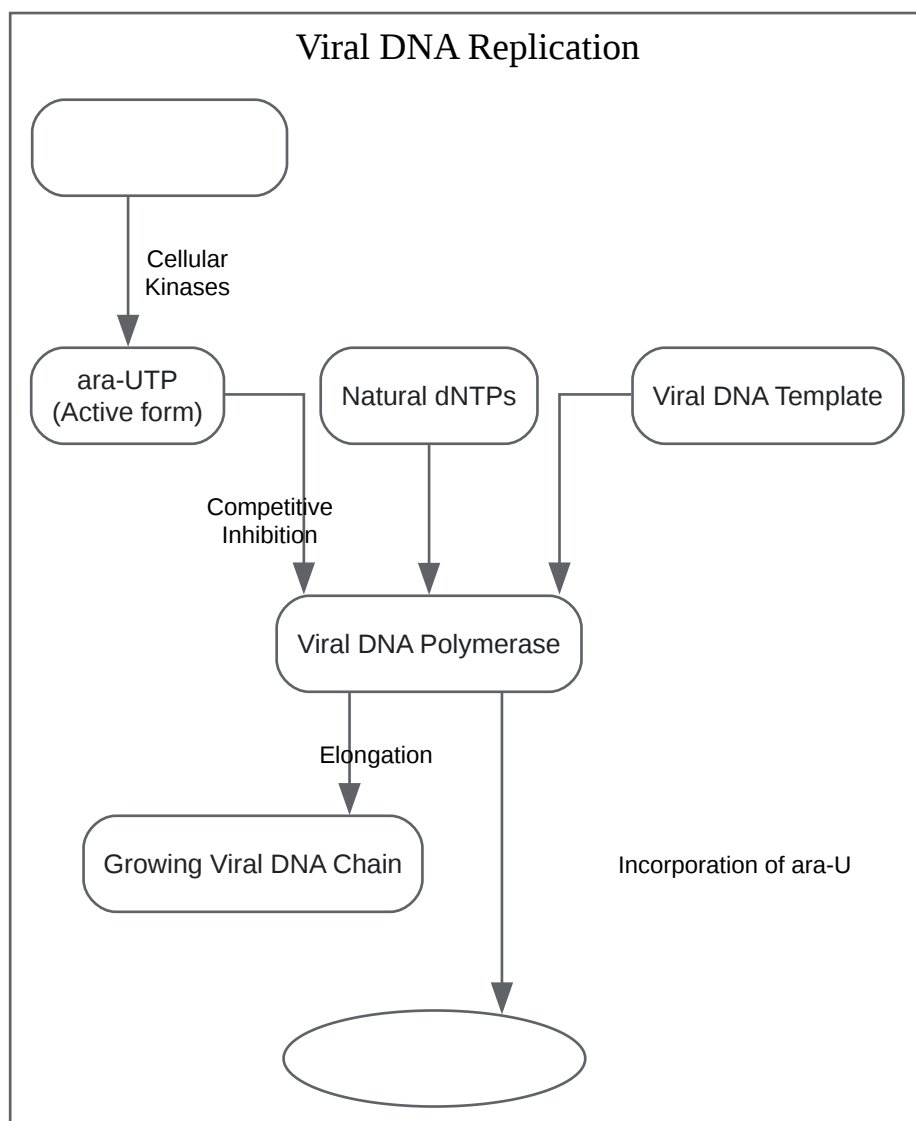 Viral DNA Replication
Cellular
Kinases
ara-UTP
(Active form)
Natural dNTPs
Viral DNA Template
Competitive
Inhibition
Viral DNA Polymerase
Elongation
Growing Viral DNA Chain
Incorporation of ara-U